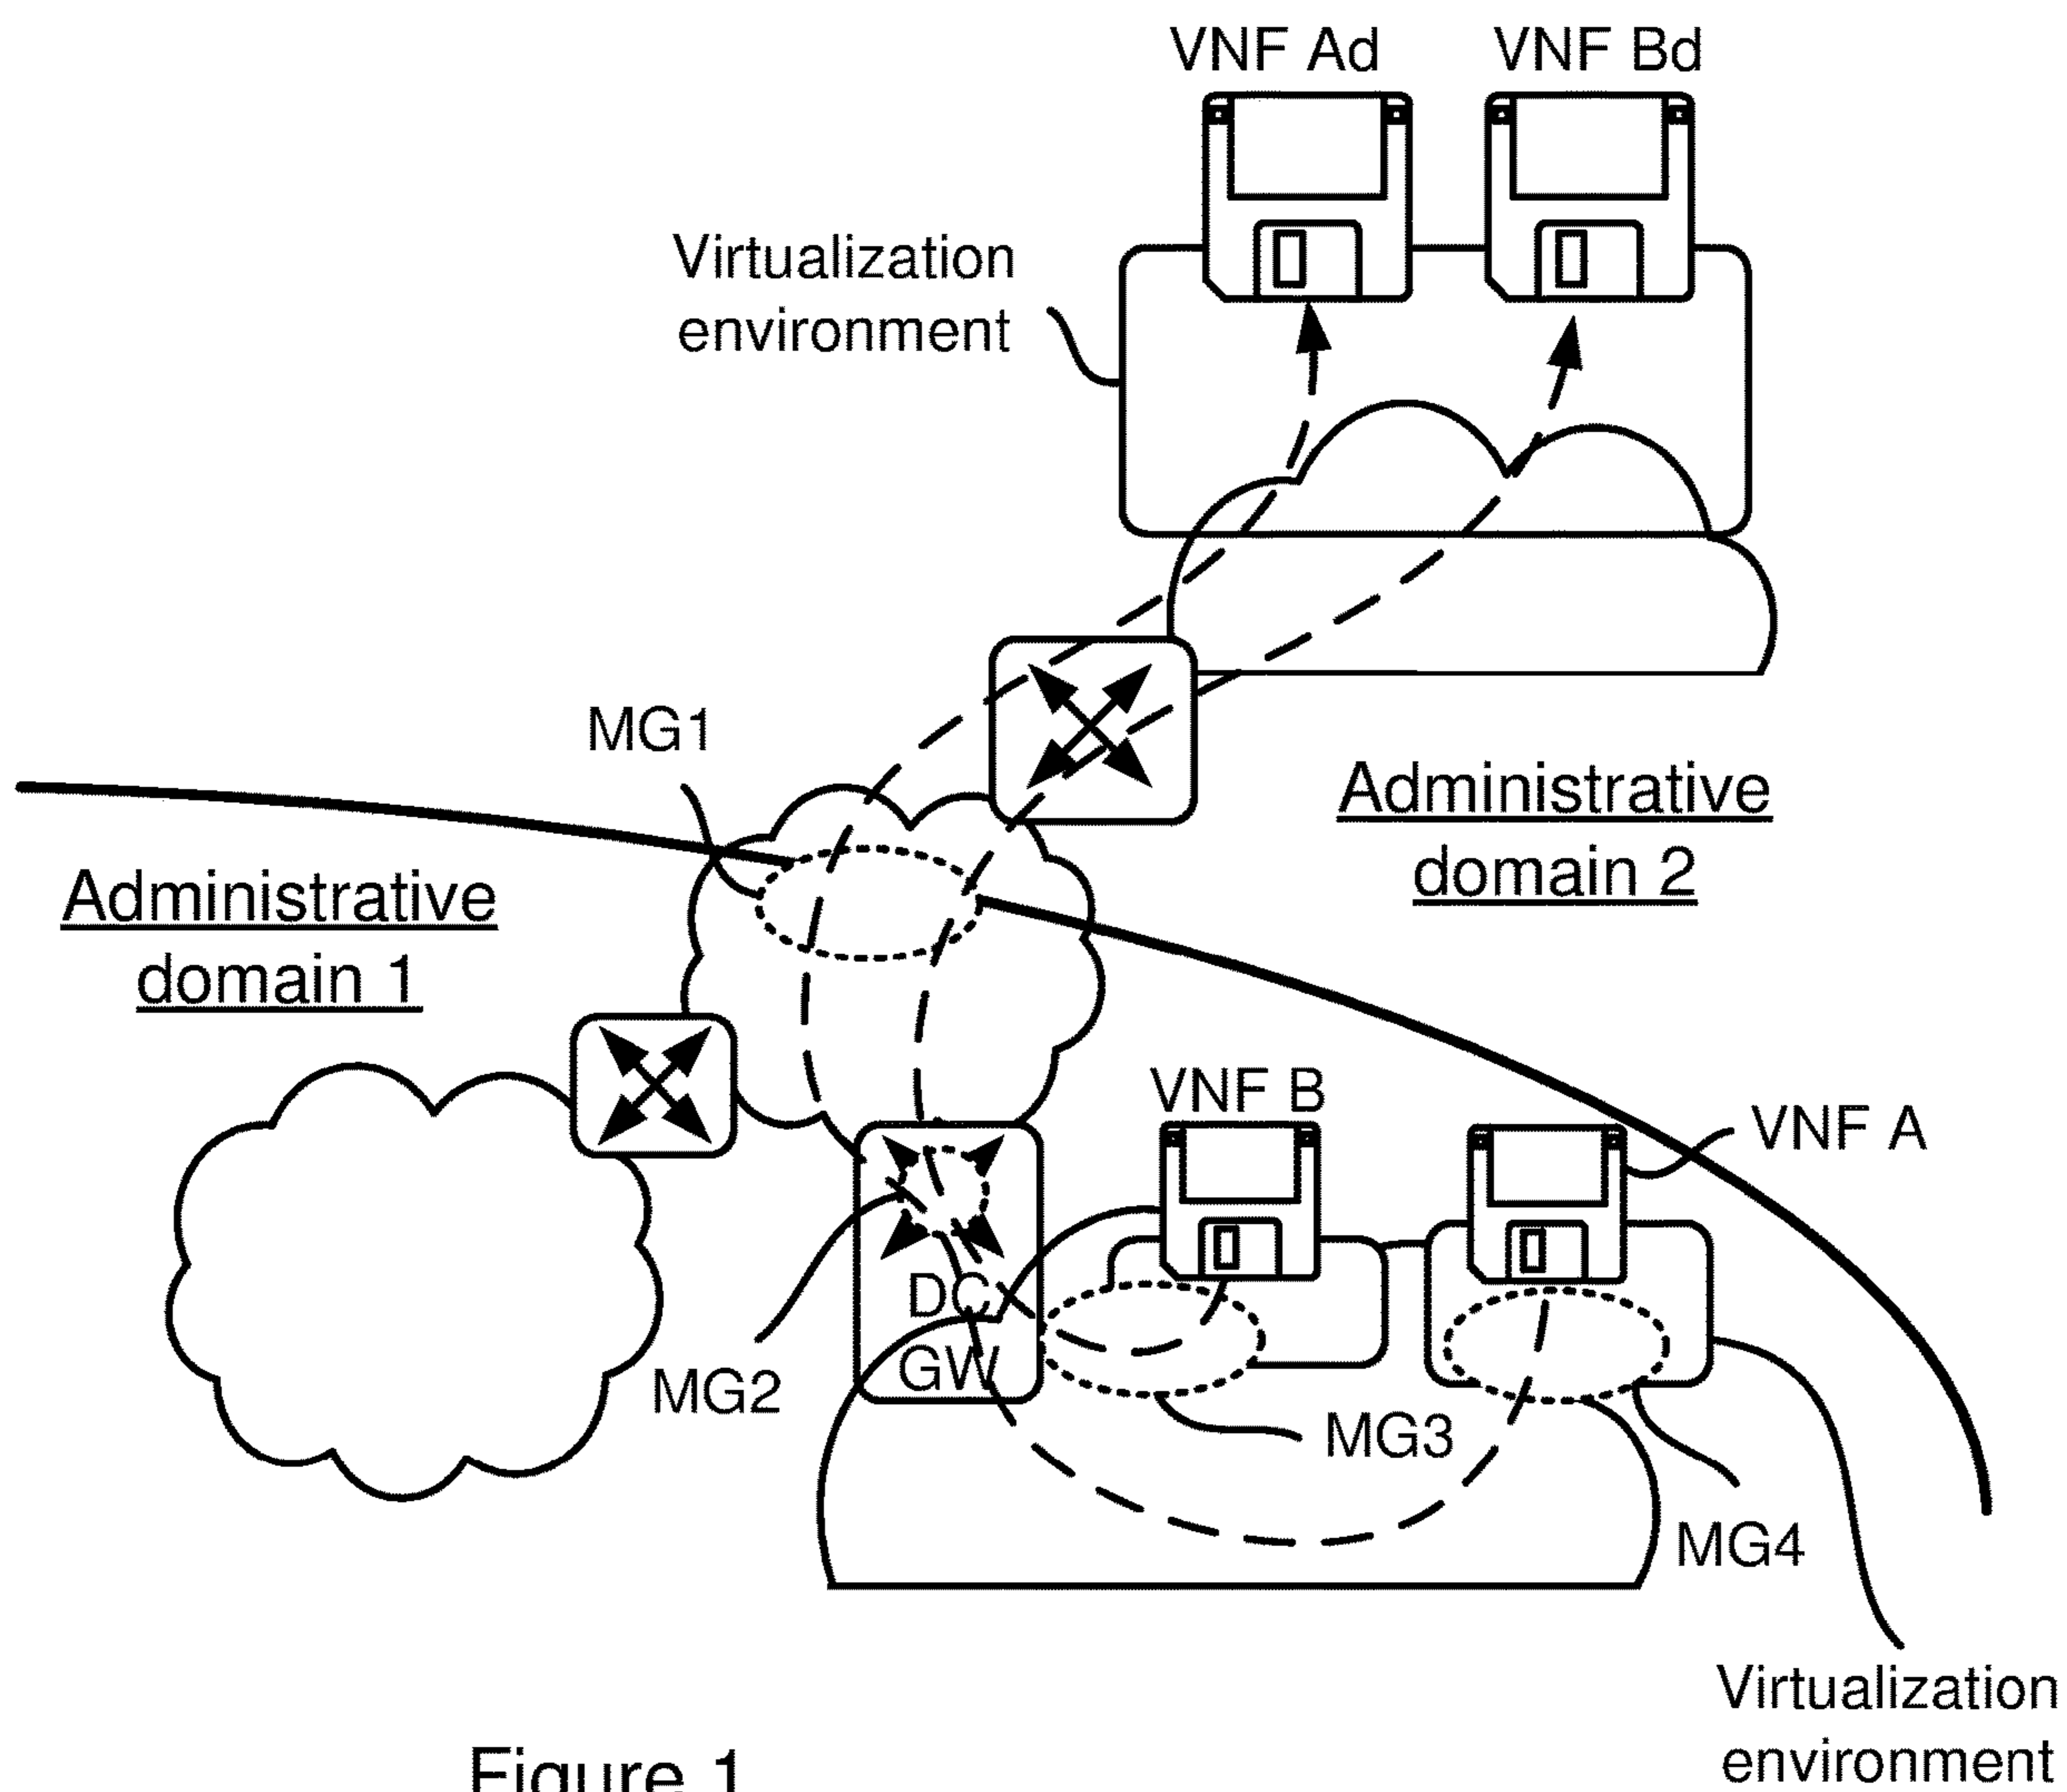 VNF Ad
VNF Bd
Virtualization
environment
MG1
Administrative
domain 2
Administrative
domain 1
VNF B
VNF A
DC
GW
MG2
MG3
MG4
Virtualization
environment
Figure 1